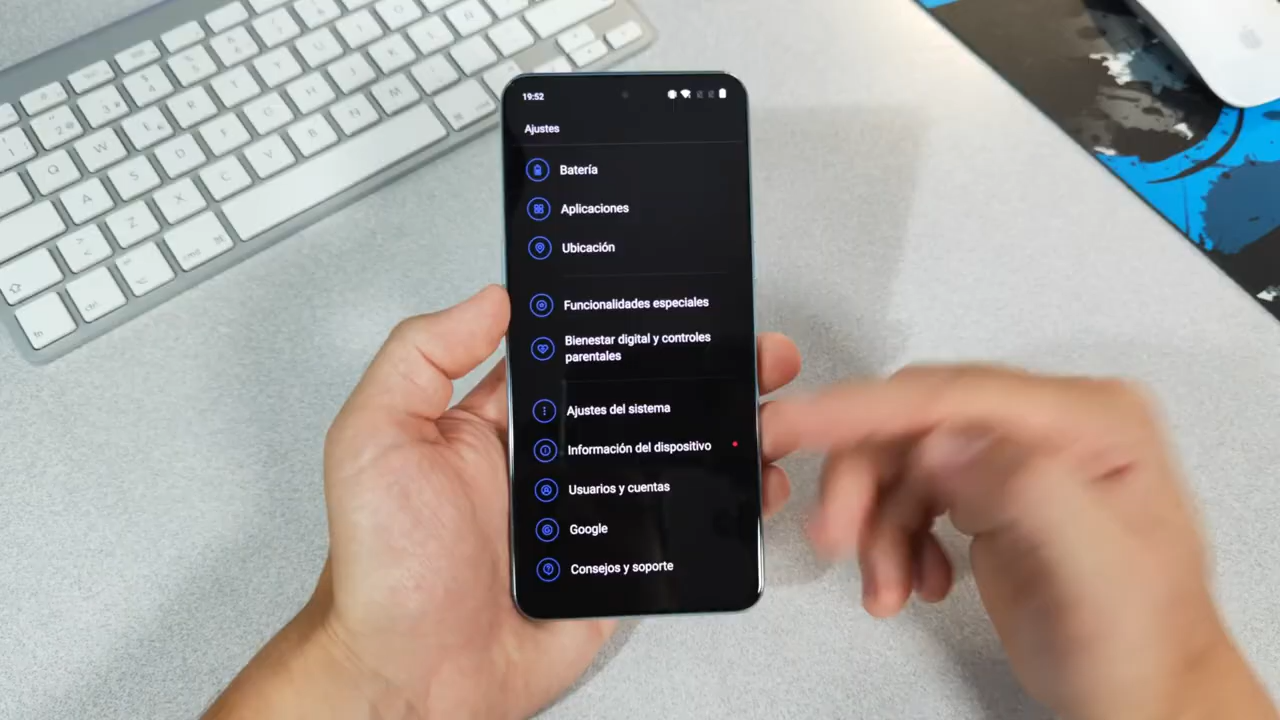 19:52
Ajustes
Batería
Aplicaciones
Ubicación
Funcionalidades especiales
Bienestar digital y controles
parentales
Ajustes del sistema
Información del dispositivo
Usuarios y cuentas
Google
Consejos y soporte